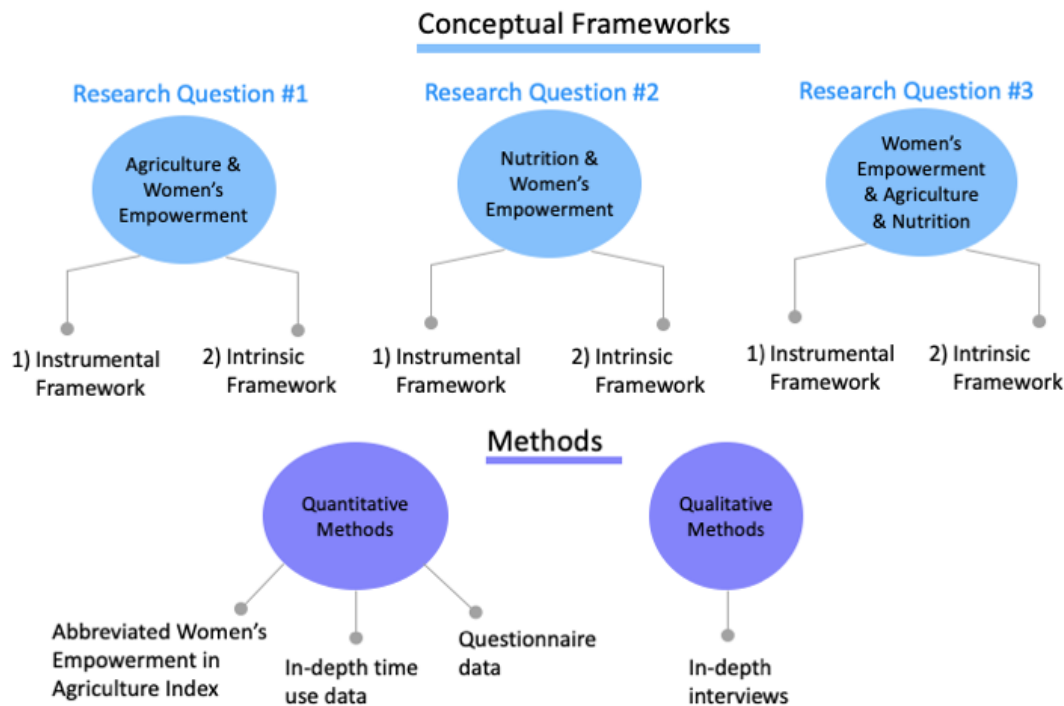 Conceptual Frameworks
Research Question #1
Research Question #2
Research Question #3
Agriculture &
Women's
Empowerment
Nutrition &
Women's
Empowerment
Women's
Empowerment
& Agriculture
& Nutrition
1) Instrumental
Framework
2) Intrinsic
Framework
1) Instrumental
Framework
2) Intrinsic
Framework
1) Instrumental
Framework
2) Intrinsic
Framework
Methods
Quantitative
Methods
Qualitative
Methods
Abbreviated Women's
Empowerment in
Agriculture Index
In-depth time
use data
Questionnaire
data
In-depth
interviews